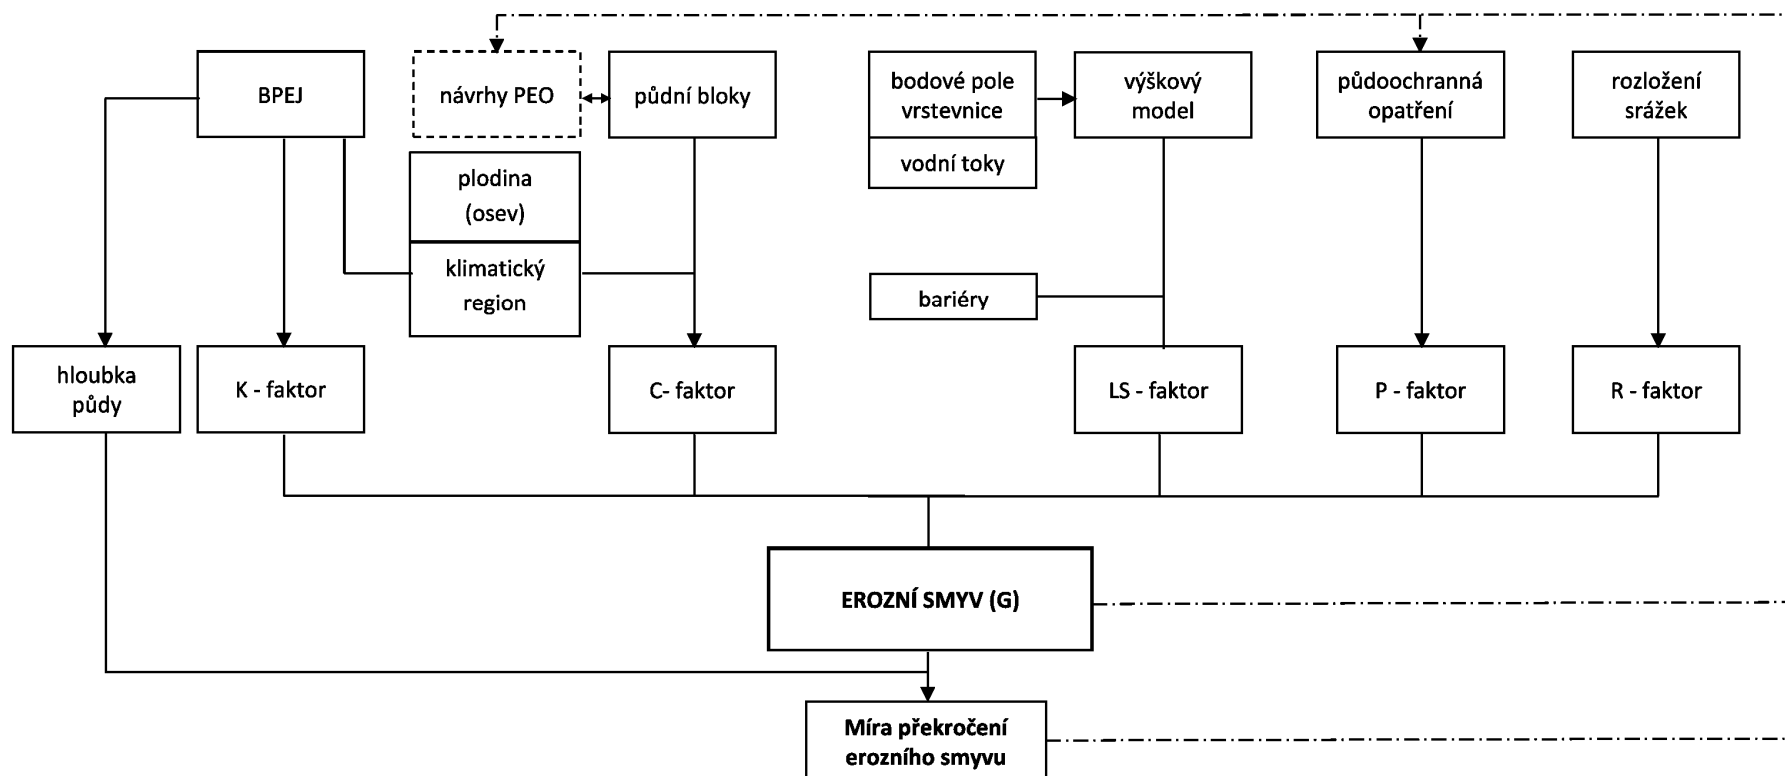 BPEJ
návrhy PEO
půdní bloky
bodové pole
vrstevnice
výškový
model
půdoochranná
opatření
rozložení
srážek
vodní toky
plodina
(osev)
klimatický
region
bariéry
hloubka
půdy
K - faktor
C- faktor
LS - faktor
P - faktor
R - faktor
EROZNÍ SMYV (G)
Míra překročení
erozního smyvu